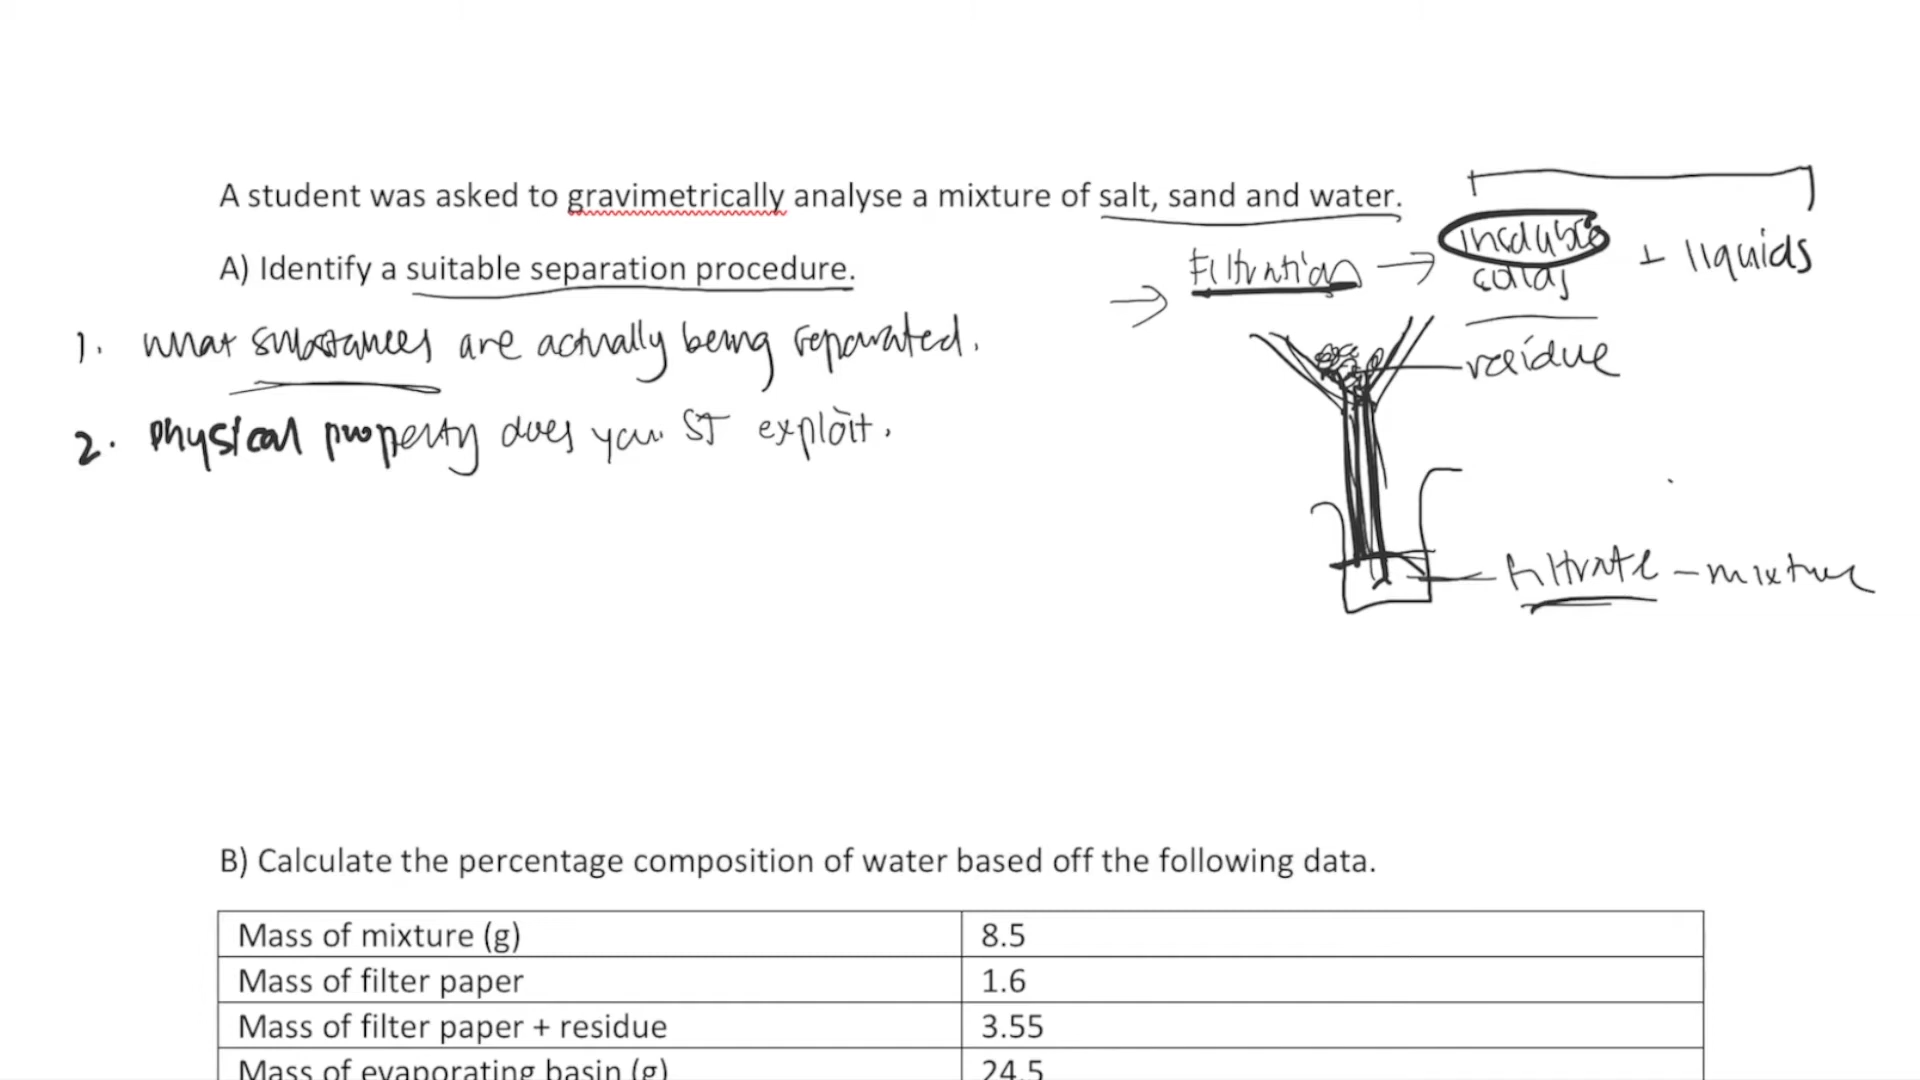 A student was asked to gravimetrically analyse a mixture of salt, sand and water.
A) Identify a suitable separation procedure.
1. what substances are actually being separated.
2. physical property does your ST exploit.
→ Filtration → insoluble solids + liquids
residue
filtrate - mixture
B) Calculate the percentage composition of water based off the following data.
Mass of mixture (g) 8.5
Mass of filter paper 1.6
Mass of filter paper + residue 3.55
Mass of evaporating basin (g) 24.5